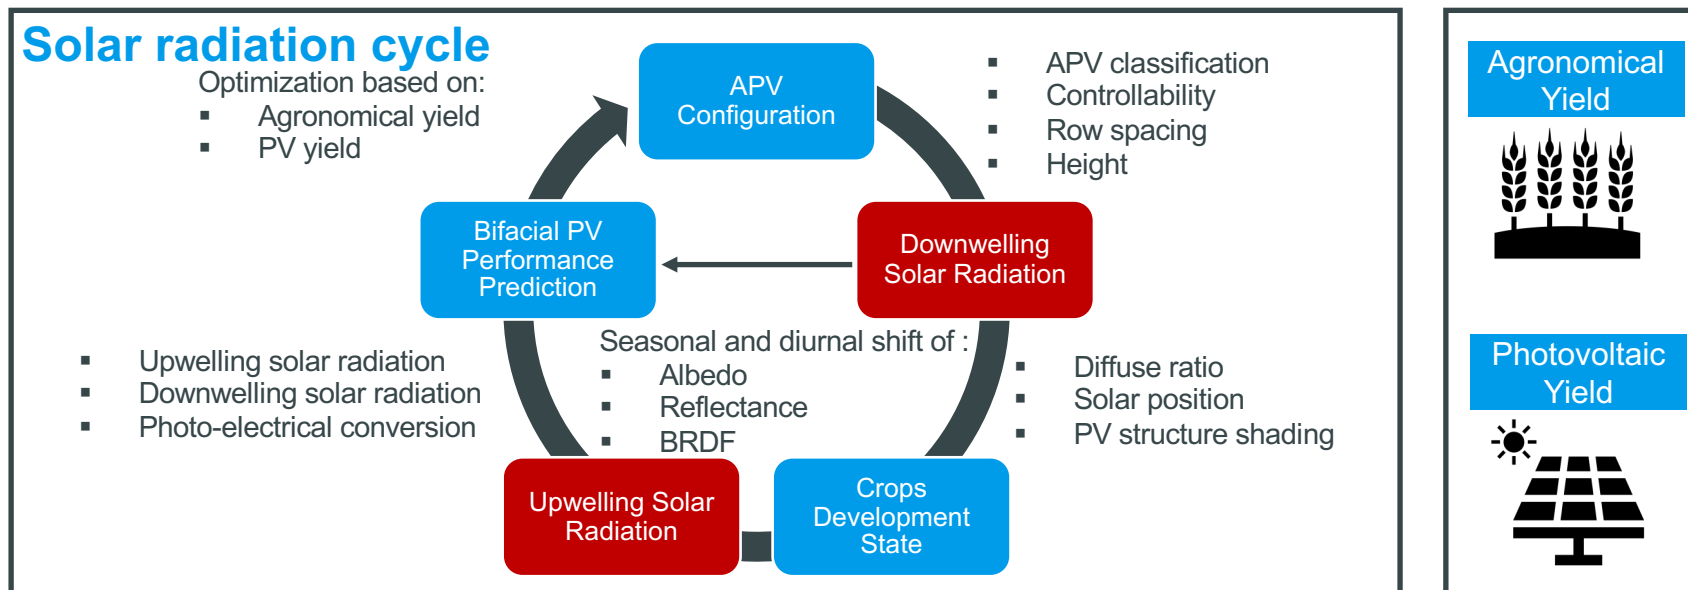 Solar radiation cycle
Optimization based on:
▪ Agronomical yield
▪ PV yield
APV
Configuration
▪ APV classification
▪ Controllability
▪ Row spacing
▪ Height
Bifacial PV
Performance
Prediction
Downwelling
Solar Radiation
▪ Upwelling solar radiation
▪ Downwelling solar radiation
▪ Photo-electrical conversion
Seasonal and diurnal shift of :
▪ Albedo
▪ Reflectance
▪ BRDF
▪ Diffuse ratio
▪ Solar position
▪ PV structure shading
Upwelling Solar
Radiation
Crops
Development
State
Agronomical
Yield
Photovoltaic
Yield